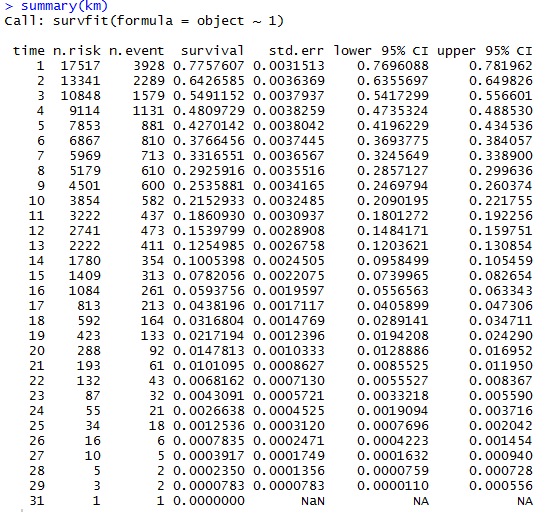 > summary(km)
Call: survfit(formula = object ~ 1)
time n.risk n.event survival std.err lower 95% CI upper 95% CI
1 17517 3928 0.7757607 0.0031513 0.7696088 0.781962
2 13341 2289 0.6426585 0.0036369 0.6355697 0.649826
3 10848 1579 0.5491152 0.0037937 0.5417299 0.556601
4 9114 1131 0.4809729 0.0038259 0.4735324 0.488530
5 7853 881 0.4270142 0.0038042 0.4196229 0.434536
6 6867 810 0.3766456 0.0037445 0.3693775 0.384057
7 5969 713 0.3316551 0.0036567 0.3245649 0.338900
8 5179 610 0.2925916 0.0035516 0.2857127 0.299636
9 4501 600 0.2535881 0.0034165 0.2469794 0.260374
10 3854 582 0.2152933 0.0032485 0.2090195 0.221755
11 3222 437 0.1860930 0.0030937 0.1801272 0.192256
12 2741 473 0.1539799 0.0028908 0.1484171 0.159751
13 2222 411 0.1254985 0.0026758 0.1203621 0.130854
14 1780 354 0.1005398 0.0024505 0.0958499 0.105459
15 1409 313 0.0782056 0.0022075 0.0739965 0.082654
16 1084 261 0.0593756 0.0019597 0.0556563 0.063343
17 813 213 0.0438196 0.0017117 0.0405899 0.047306
18 592 164 0.0316804 0.0014769 0.0289141 0.034711
19 423 133 0.0217194 0.0012396 0.0194208 0.024290
20 288 92 0.0147813 0.0010333 0.0128886 0.016952
21 193 61 0.0101095 0.0008627 0.0085525 0.011950
22 132 43 0.0068162 0.0007130 0.0055527 0.008367
23 87 32 0.0043091 0.0005721 0.0033218 0.005590
24 55 21 0.0026638 0.0004525 0.0019094 0.003716
25 34 18 0.0012536 0.0003120 0.0007696 0.002042
26 16 6 0.0007835 0.0002471 0.0004223 0.001454
27 10 5 0.0003917 0.0001749 0.0001632 0.000940
28 5 2 0.0002350 0.0001356 0.0000759 0.000728
29 3 2 0.0000783 0.0000783 0.0000110 0.000556
31 1 1 0.0000000 NaN NA NA